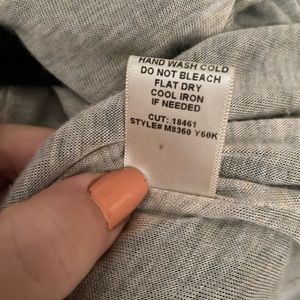 HAND WASH COLD
DO NOT BLEACH
FLAT DRY
COOL IRON
IF NEEDED
CUT: 18461
STYLE# M8360 Y60K